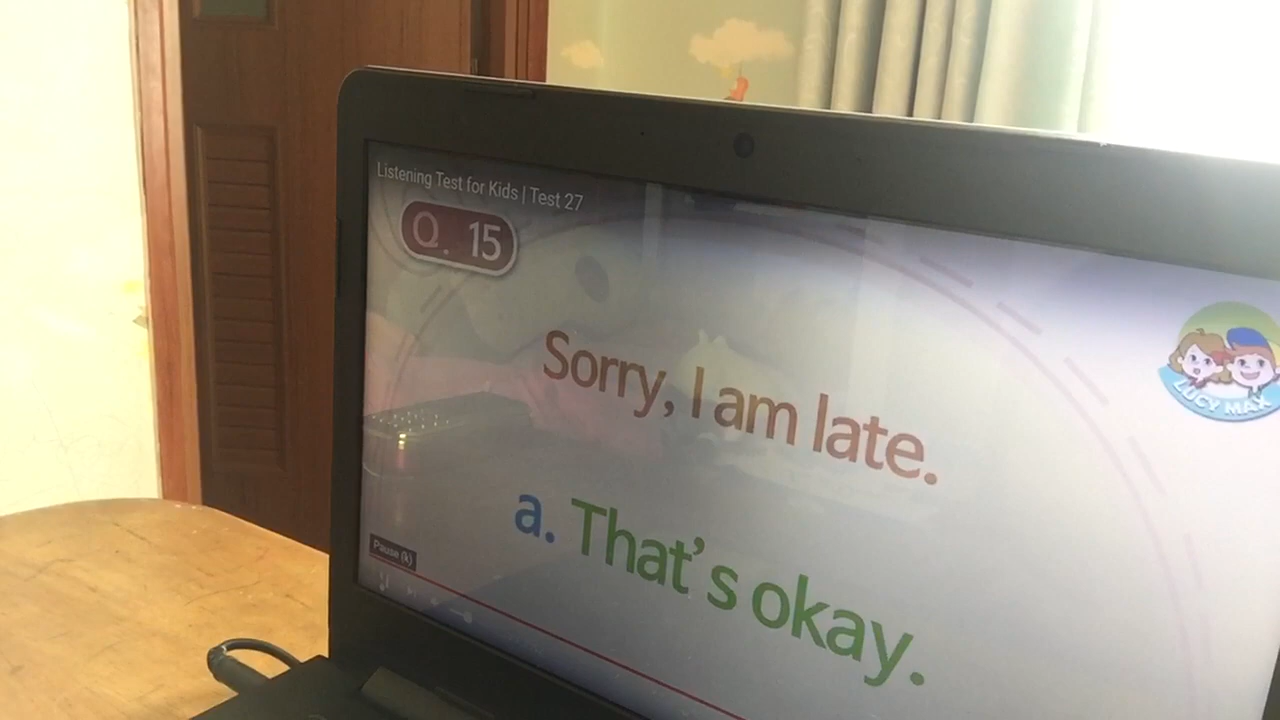 Listening Test for Kids | Test 27
Q. 15
Sorry, I am late.
LUCY MAX
a. That's okay.
Pause (k)